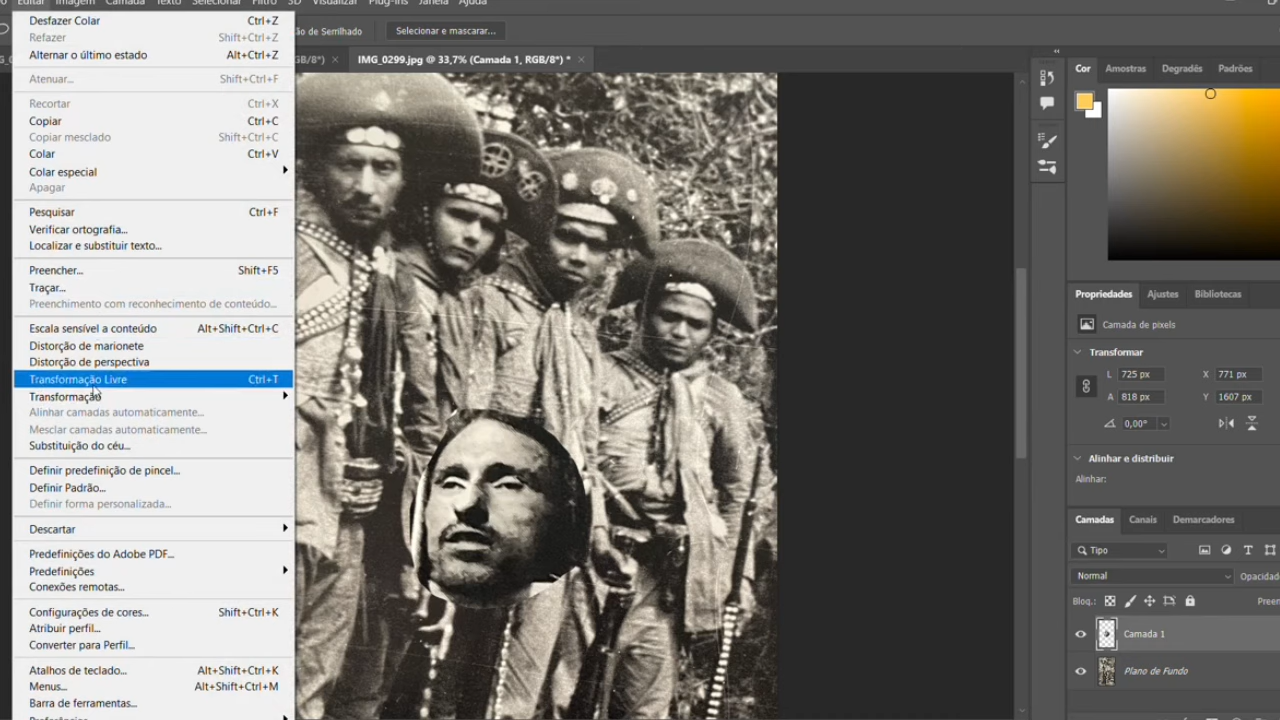 Editar Imagem Camada Texto Selecionar Filtro 3D Visualizar Plug-ins Janela Ajuda
Desfazer Colar Ctrl+Z
Refazer Shift+Ctrl+Z
Alternar o último estado Alt+Ctrl+Z
Atenuar... Shift+Ctrl+F
Recortar Ctrl+X
Copiar Ctrl+C
Copiar mesclado Shift+Ctrl+C
Colar Ctrl+V
Colar especial
Apagar
Pesquisar Ctrl+F
Verificar ortografia...
Localizar e substituir texto...
Preencher... Shift+F5
Traçar...
Preenchimento com reconhecimento de conteúdo...
Escala sensível a conteúdo Alt+Shift+Ctrl+C
Distorção de marionete
Distorção de perspectiva
Transformação Livre Ctrl+T
Transformação
Alinhar camadas automaticamente...
Mesclar camadas automaticamente...
Substituição do céu...
Definir predefinição de pincel...
Definir Padrão...
Definir forma personalizada...
Descartar
Predefinições do Adobe PDF...
Predefinições
Conexões remotas...
Configurações de cores... Shift+Ctrl+K
Atribuir perfil...
Converter para Perfil...
Atalhos de teclado... Alt+Shift+Ctrl+K
Menus... Alt+Shift+Ctrl+M
Barra de ferramentas...
ão de Semilhado Selecionar e mascarar...
GB/8*) × IMG_0299.jpg @ 33,7% (Camada 1, RGB/8*) * ×
Cor Amostras Degradês Padrões
Propriedades Ajustes Bibliotecas
Camada de pixels
Transformar
L 725 px X 771 px
A 818 px Y 1607 px
0,00°
Alinhar e distribuir
Alinhar:
Camadas Canais Demarcadores
Tipo
Normal Opacidad
Bloq.: Preen
Camada 1
Plano de Fundo